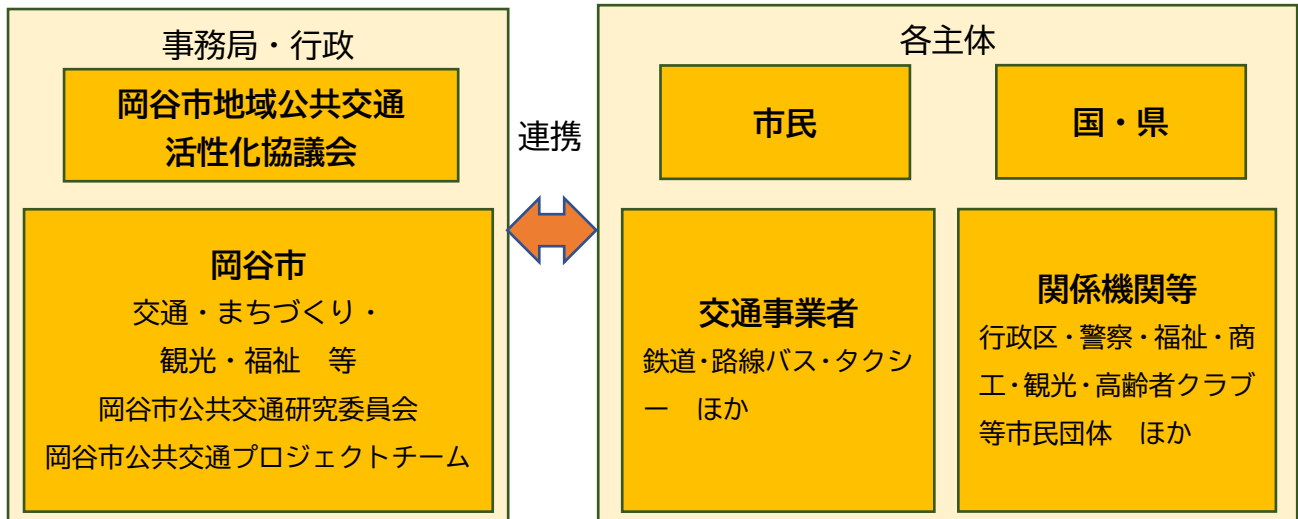 事務局・行政
岡谷市地域公共交通
活性化協議会
岡谷市
交通・まちづくり・
観光・福祉　等
岡谷市公共交通研究委員会
岡谷市公共交通プロジェクトチーム
連携
各主体
市民
国・県
交通事業者
鉄道・路線バス・タクシ
ー　ほか
関係機関等
行政区・警察・福祉・商
工・観光・高齢者クラブ
等市民団体　ほか